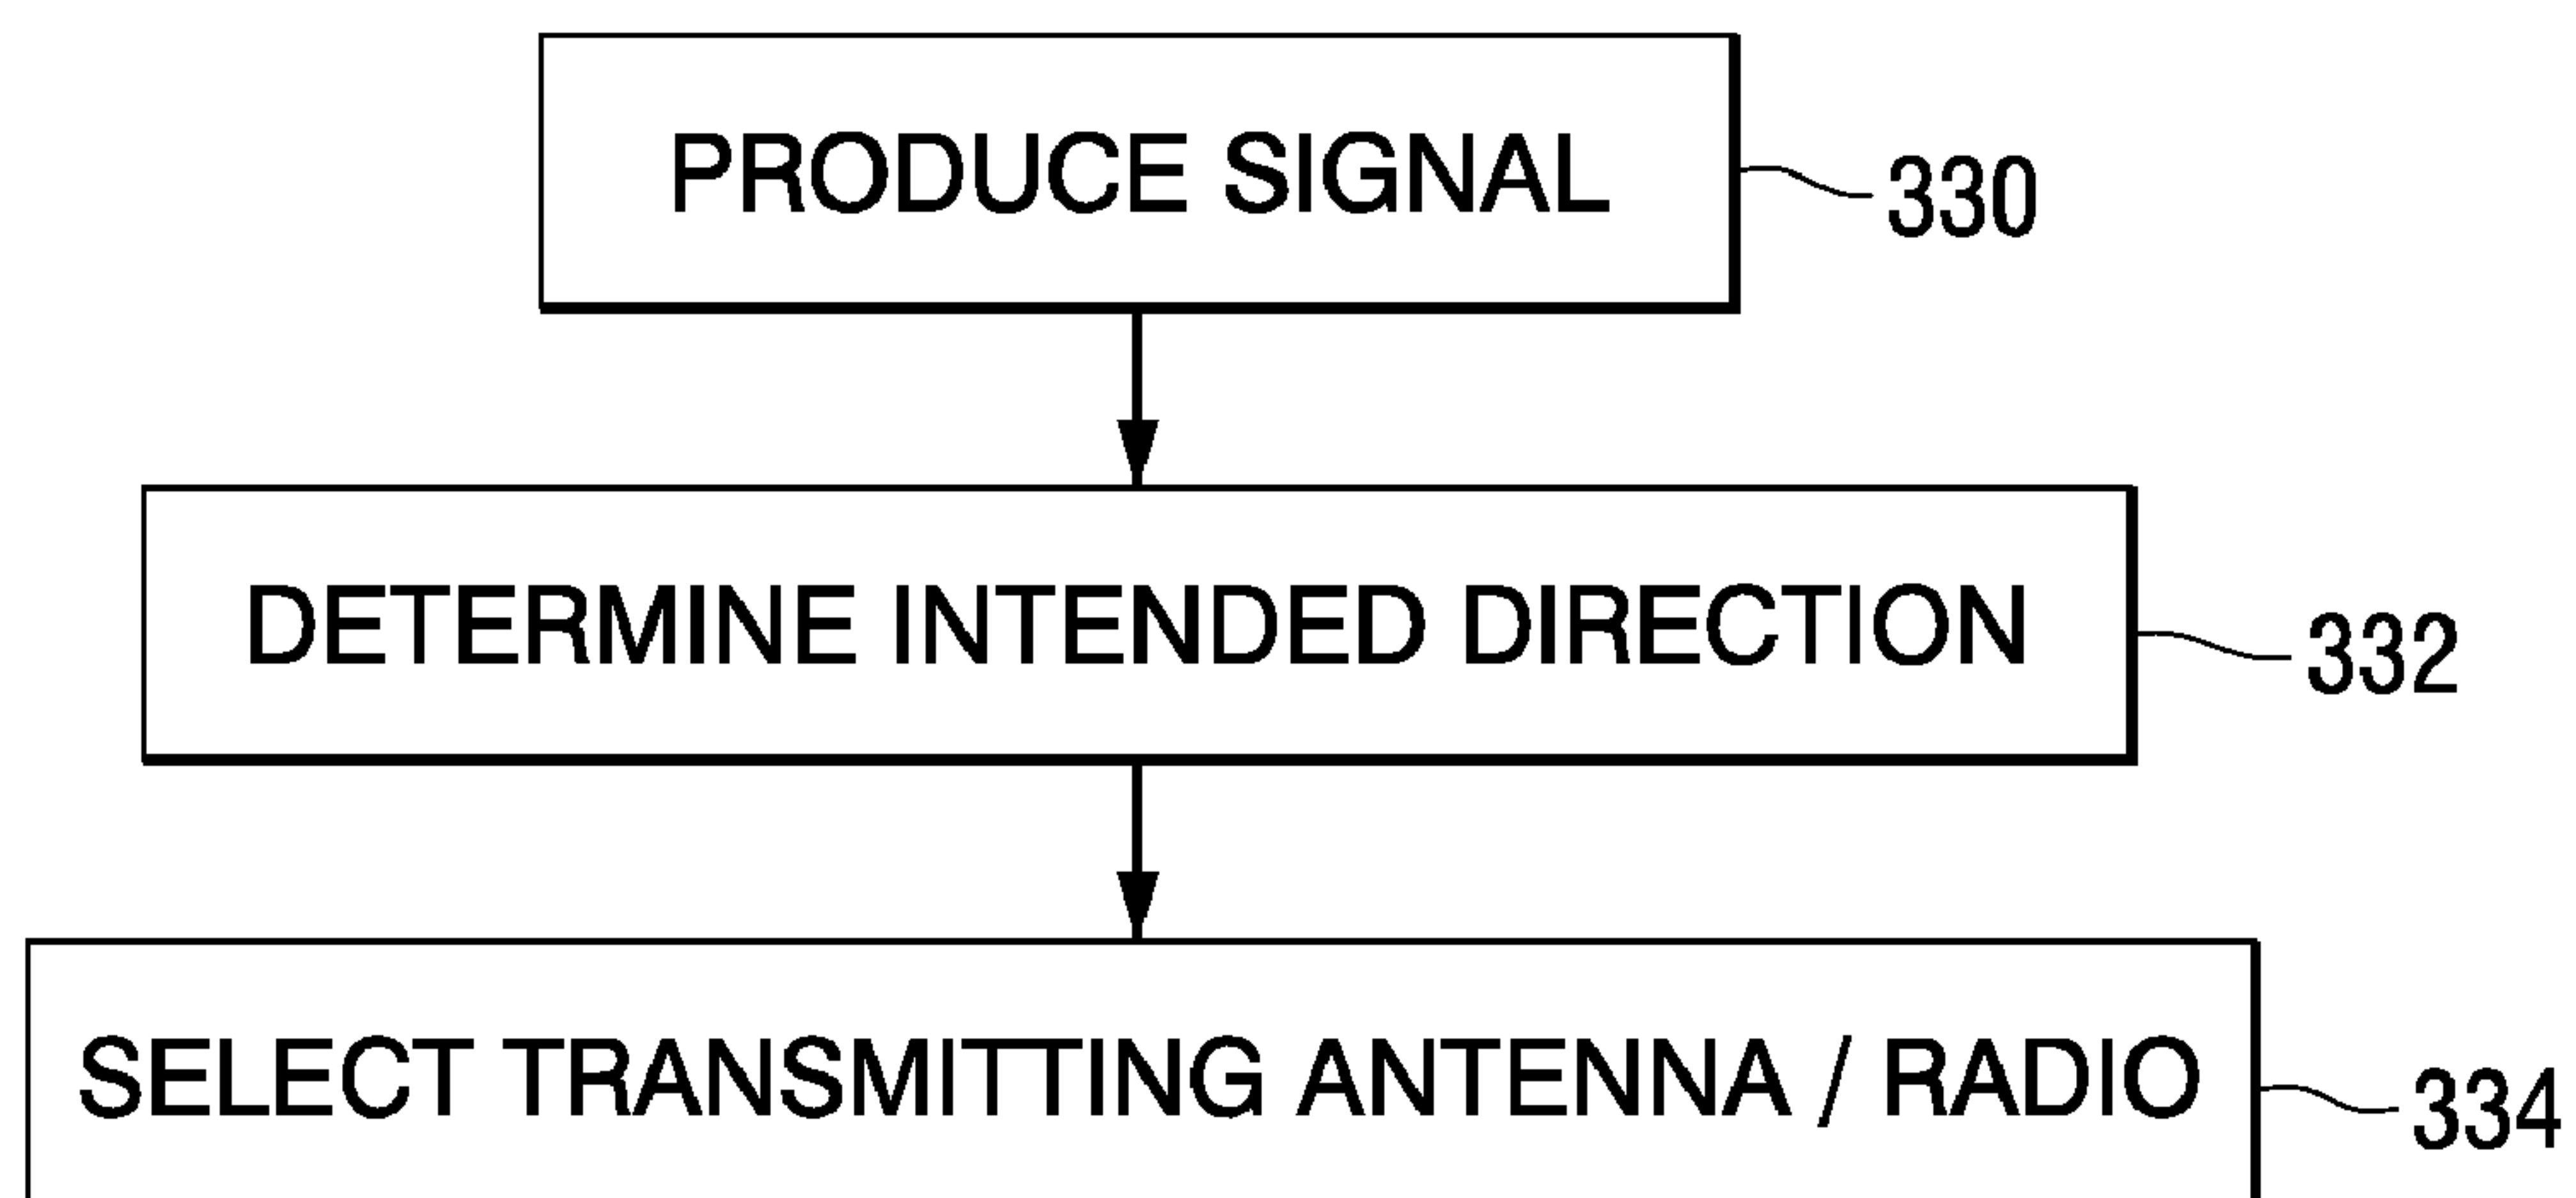 PRODUCE SIGNAL
330
DETERMINE INTENDED DIRECTION
332
SELECT TRANSMITTING ANTENNA / RADIO
334